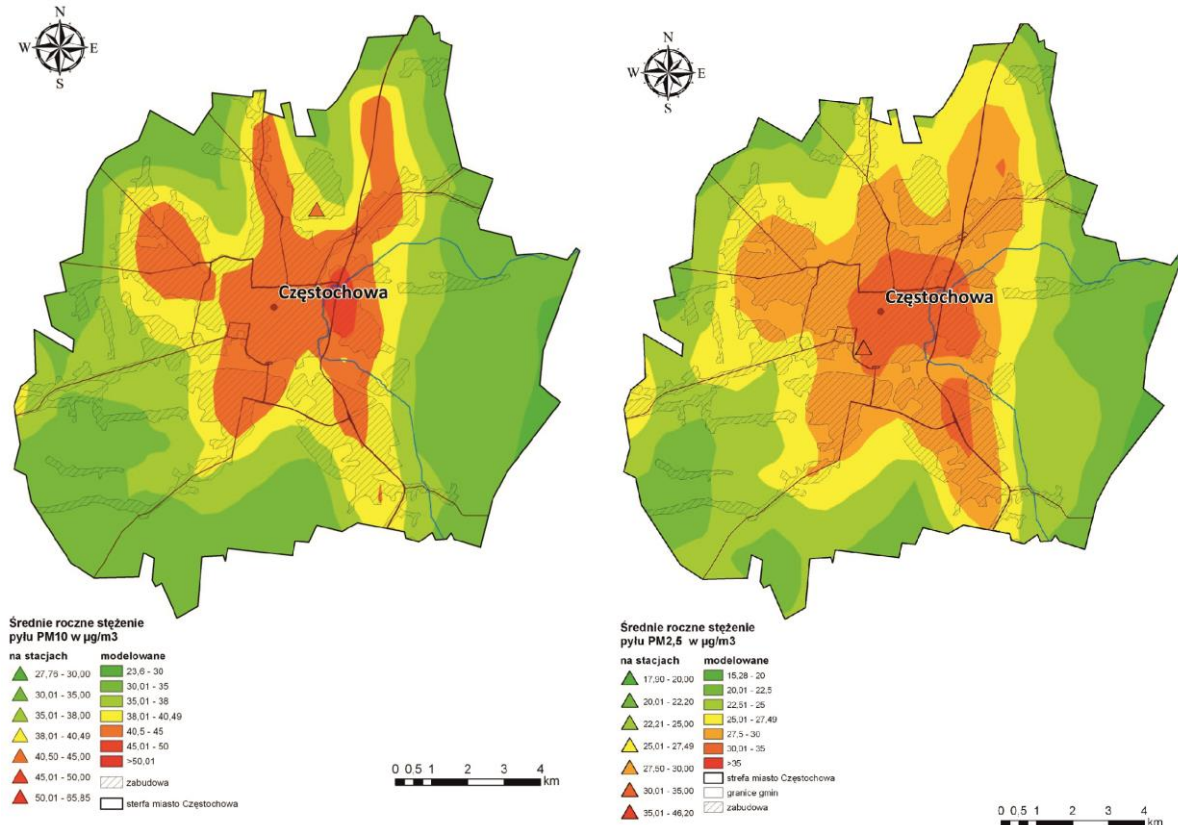 N
W E
S
Częstochowa
Średnie roczne stężenie
pyłu PM10 w µg/m3
na stacjach modelowane
27,76 - 30,00 23,6 - 30
30,01 - 35,00 30,01 - 35
35,01 - 38,00 35,01 - 38
38,01 - 40,49 38,01 - 40,49
40,50 - 45,00 40,5 - 45
45,01 - 50,00 45,01 - 50
50,01 - 65,85 >50,01
zabudowa
sterfa miasto Częstochowa
0 0,5 1 2 3 4
km
N
W E
S
Częstochowa
Średnie roczne stężenie
pyłu PM2,5 w µg/m3
na stacjach modelowane
17,90 - 20,00 15,28 - 20
20,01 - 22,20 20,01 - 22,5
22,21 - 25,00 22,51 - 25
25,01 - 27,49 25,01 - 27,49
27,50 - 30,00 27,5 - 30
30,01 - 35,00 30,01 - 35
35,01 - 46,20 >35
strefa miasto Częstochowa
granice gmin
zabudowa
0 0,5 1 2 3 4
km